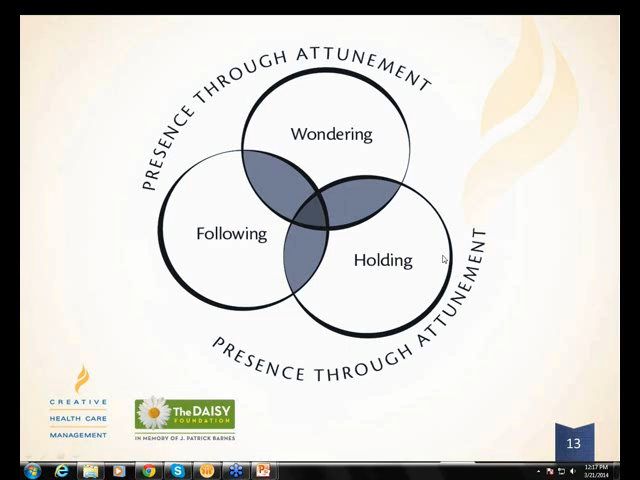 PRESENCE THROUGH ATTUNEMENT
Wondering
Following
Holding
PRESENCE THROUGH ATTUNEMENT
CREATIVE
HEALTH CARE
MANAGEMENT
The DAISY
FOUNDATION
IN MEMORY OF J. PATRICK BARNES
13
12:17 PM
3/21/2014